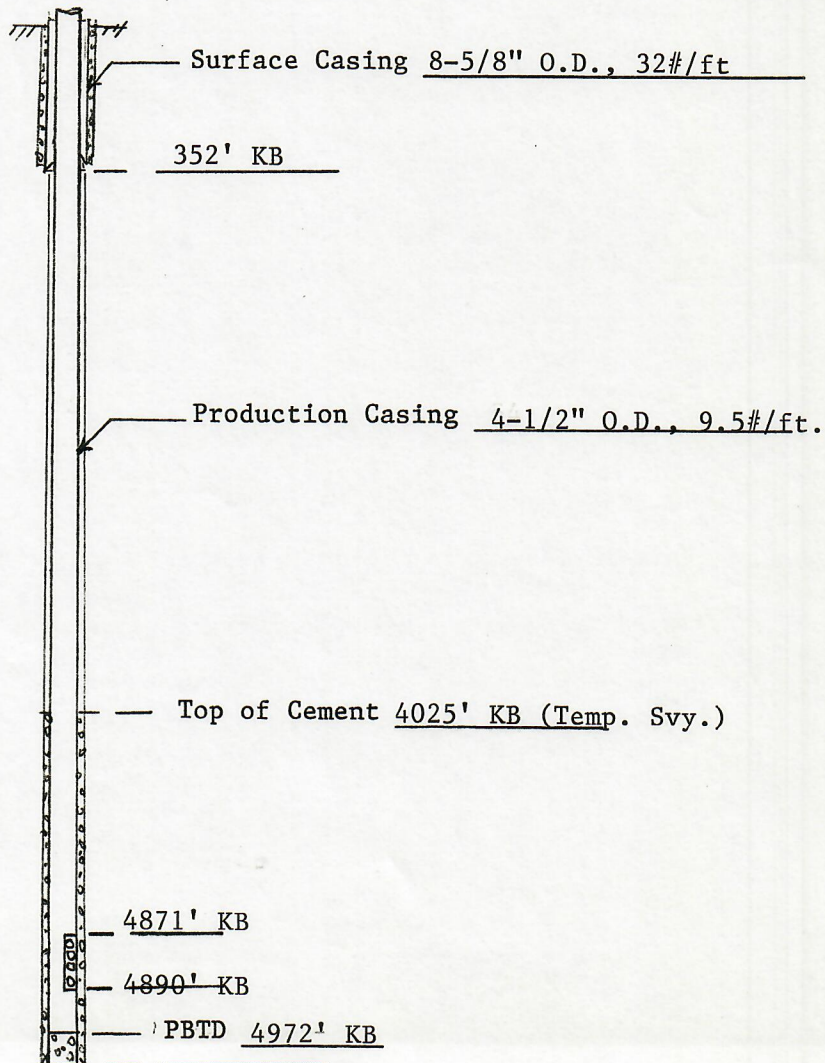 Surface Casing 8-5/8" O.D., 32#/ft
352' KB
Production Casing 4-1/2" O.D., 9.5#/ft.
Top of Cement 4025' KB (Temp. Svy.)
4871' KB
4890' KB
PBTD 4972' KB